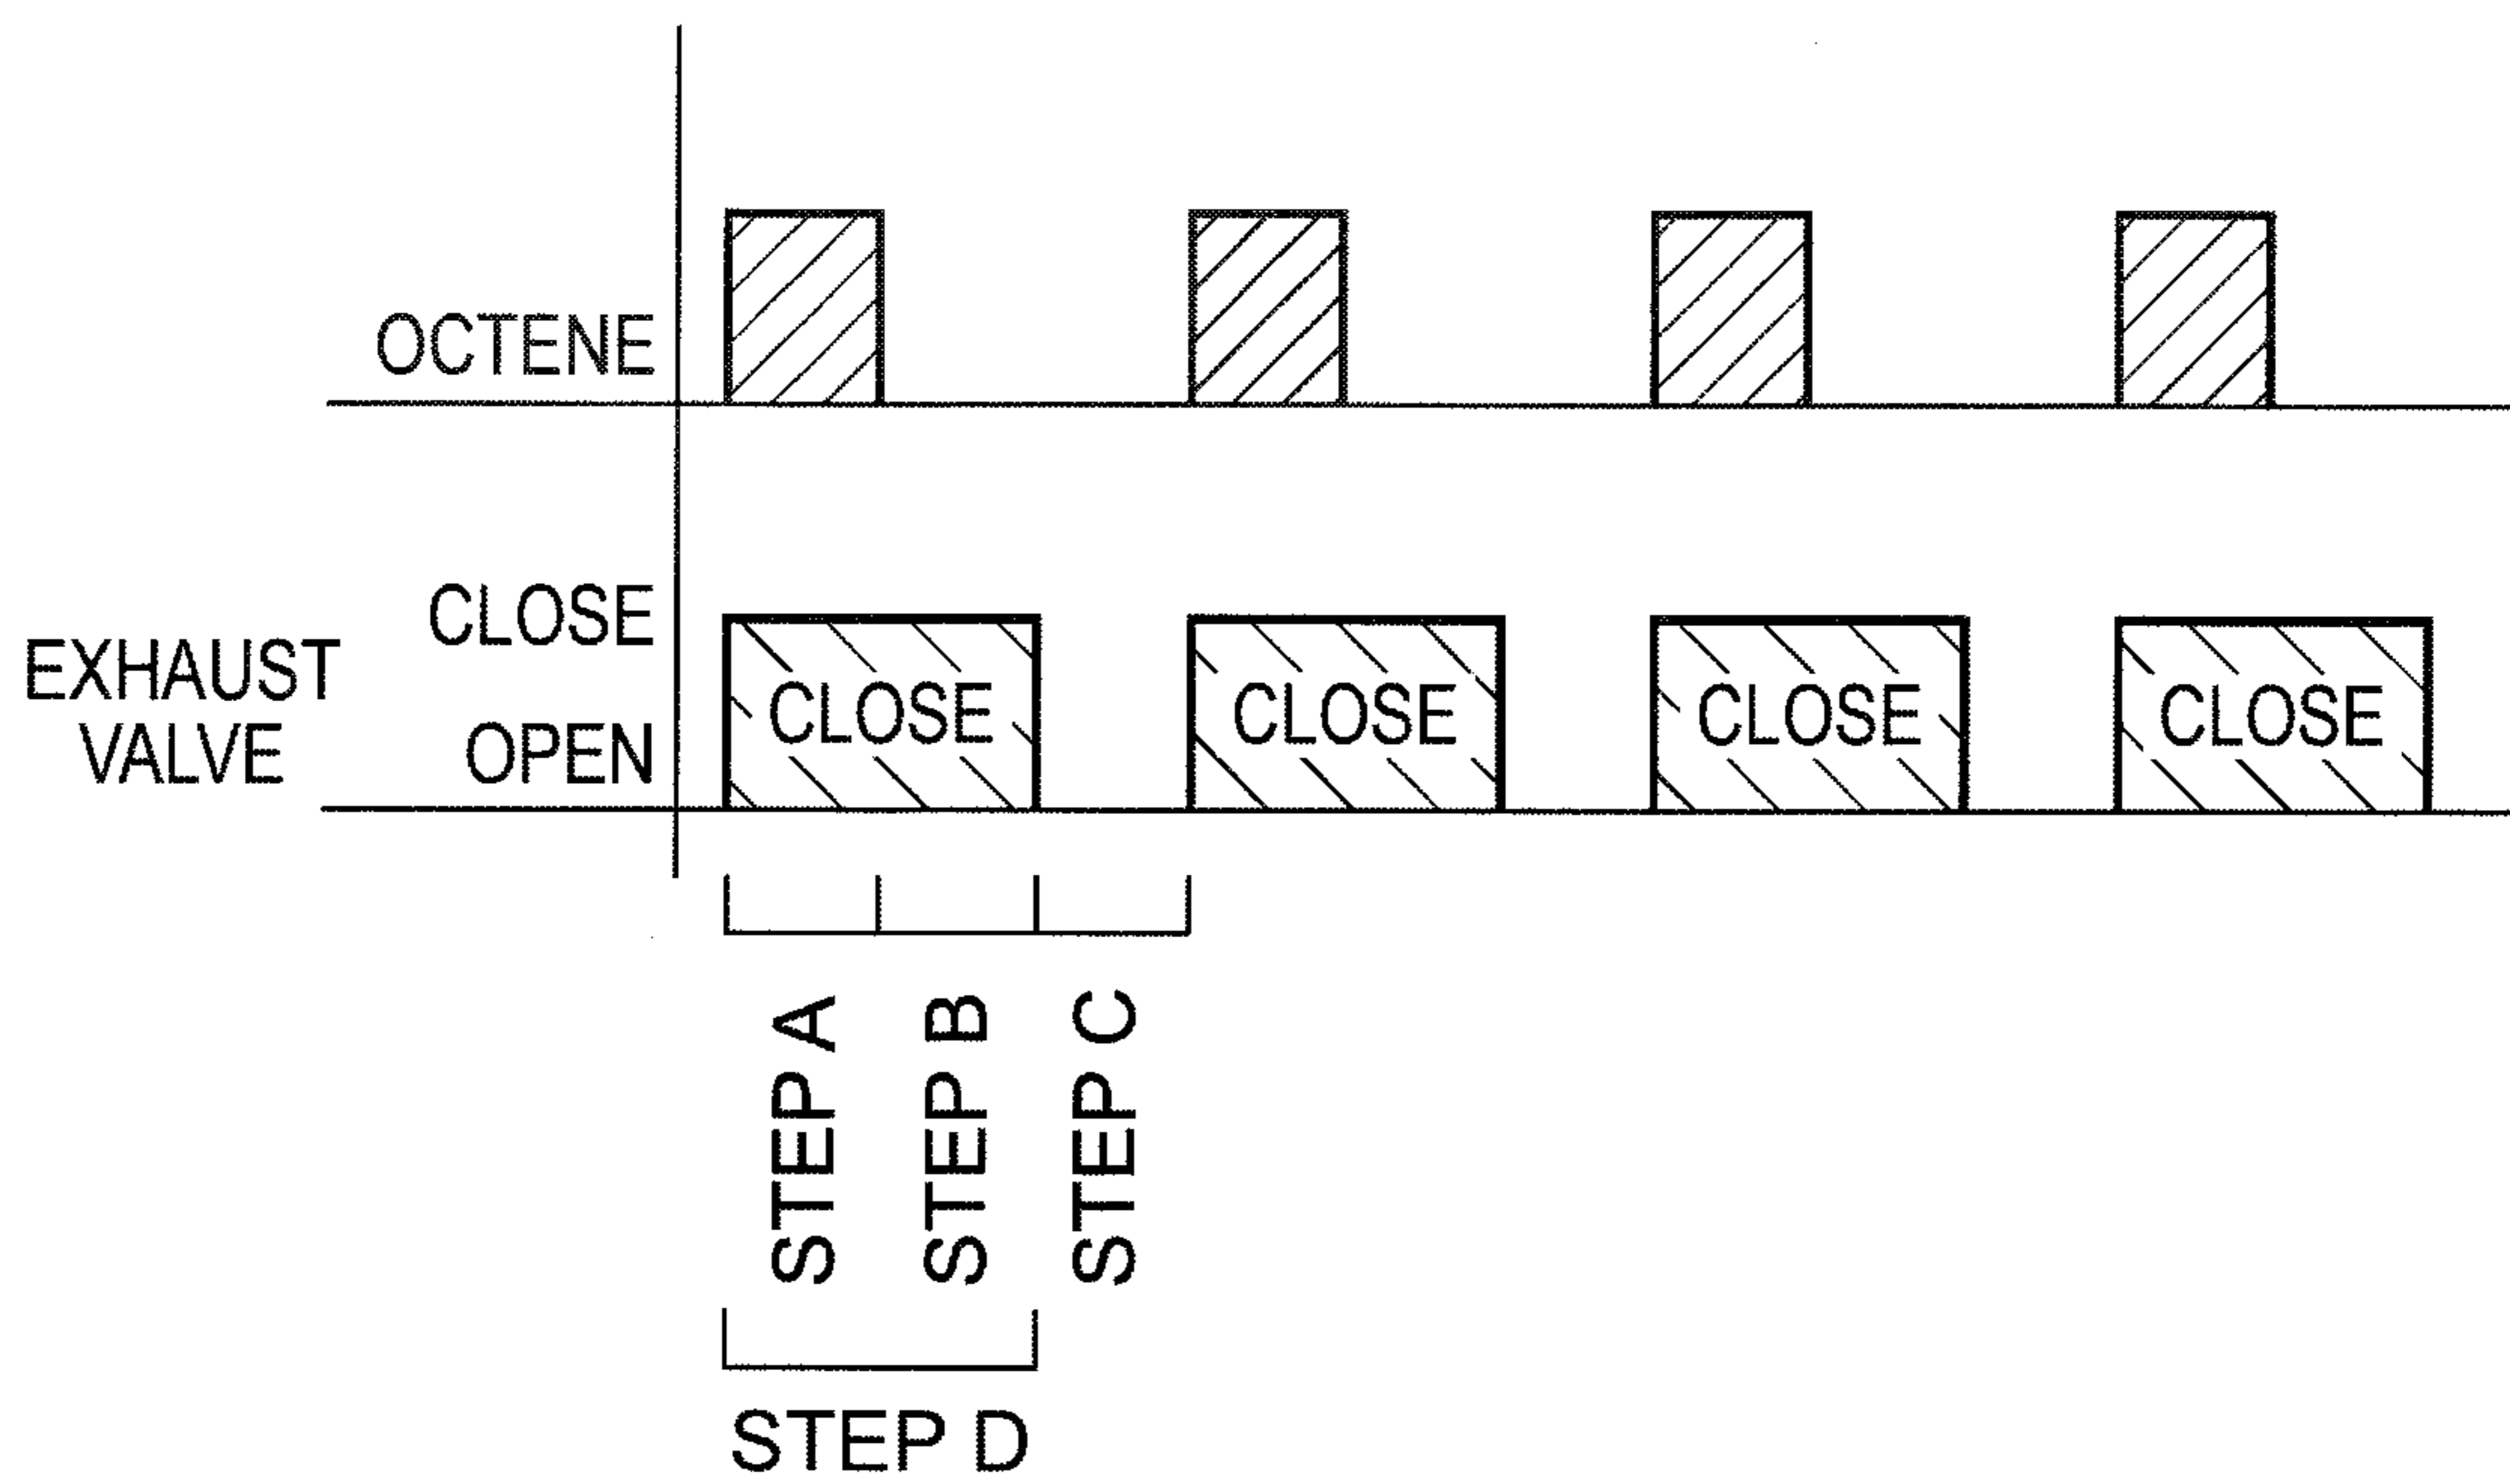 OCTENE
EXHAUST
VALVE
CLOSE
OPEN
CLOSE
CLOSE
CLOSE
CLOSE
STEP A
STEP B
STEP C
STEP D